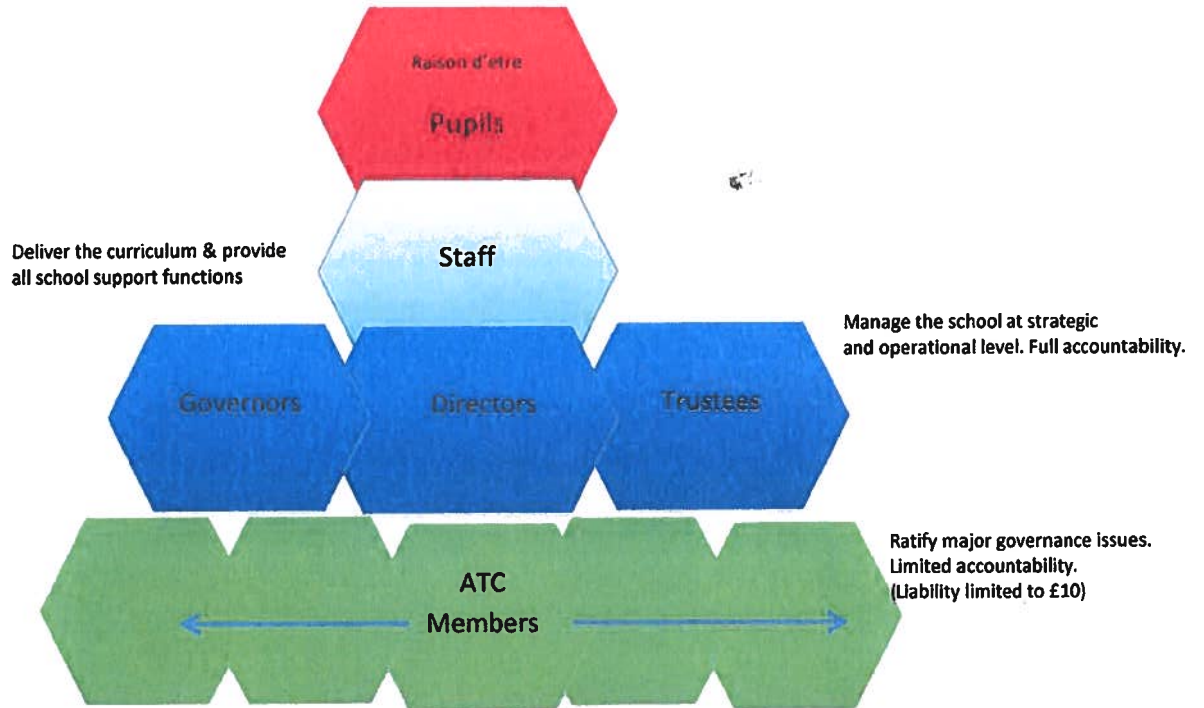 Raison d'etre
Pupils
Deliver the curriculum & provide
all school support functions
Staff
Manage the school at strategic
and operational level. Full accountability.
Governors
Directors
Trustees
Ratify major governance issues.
Limited accountability.
(Liability limited to £10)
ATC
Members